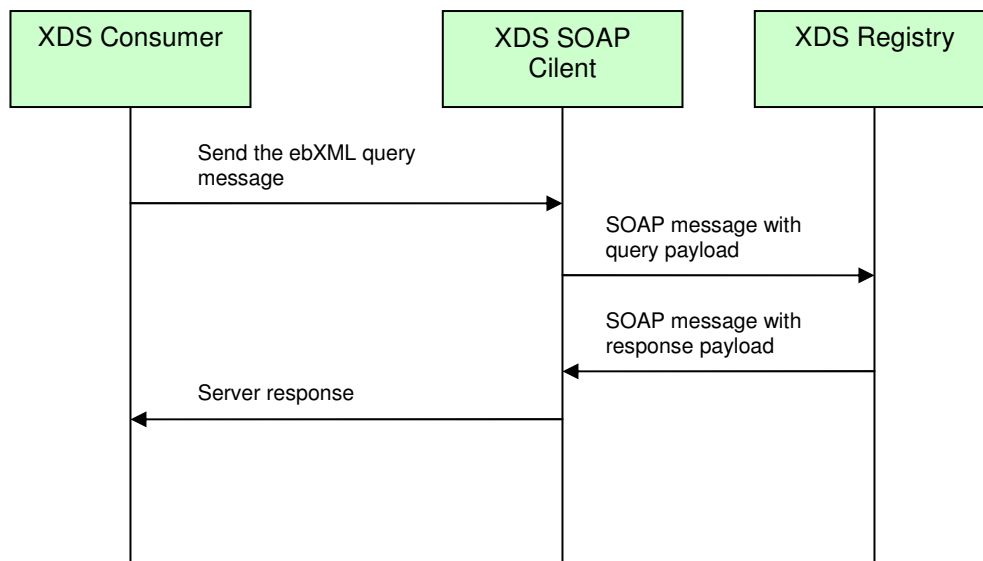 XDS Consumer
XDS SOAP
Cilent
XDS Registry
Send the ebXML query
message
SOAP message with
query payload
SOAP message with
response payload
Server response